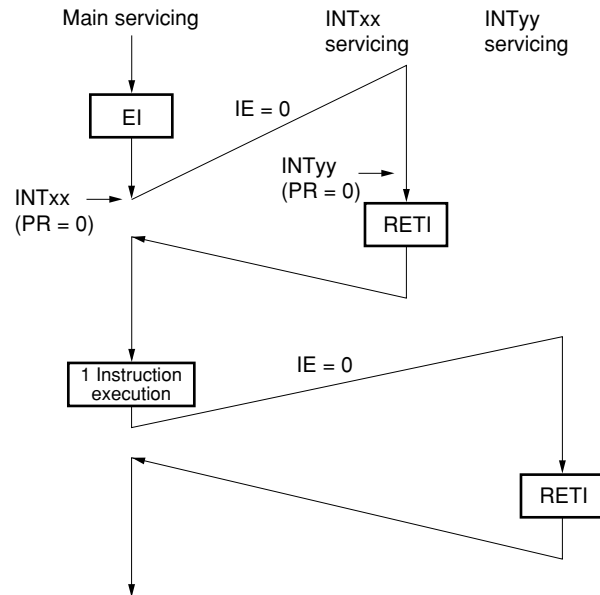 Main servicing
INTxx
servicing
INTyy
servicing
EI
IE = 0
INTxx
(PR = 0)
INTyy
(PR = 0)
RETI
1 Instruction
execution
IE = 0
RETI